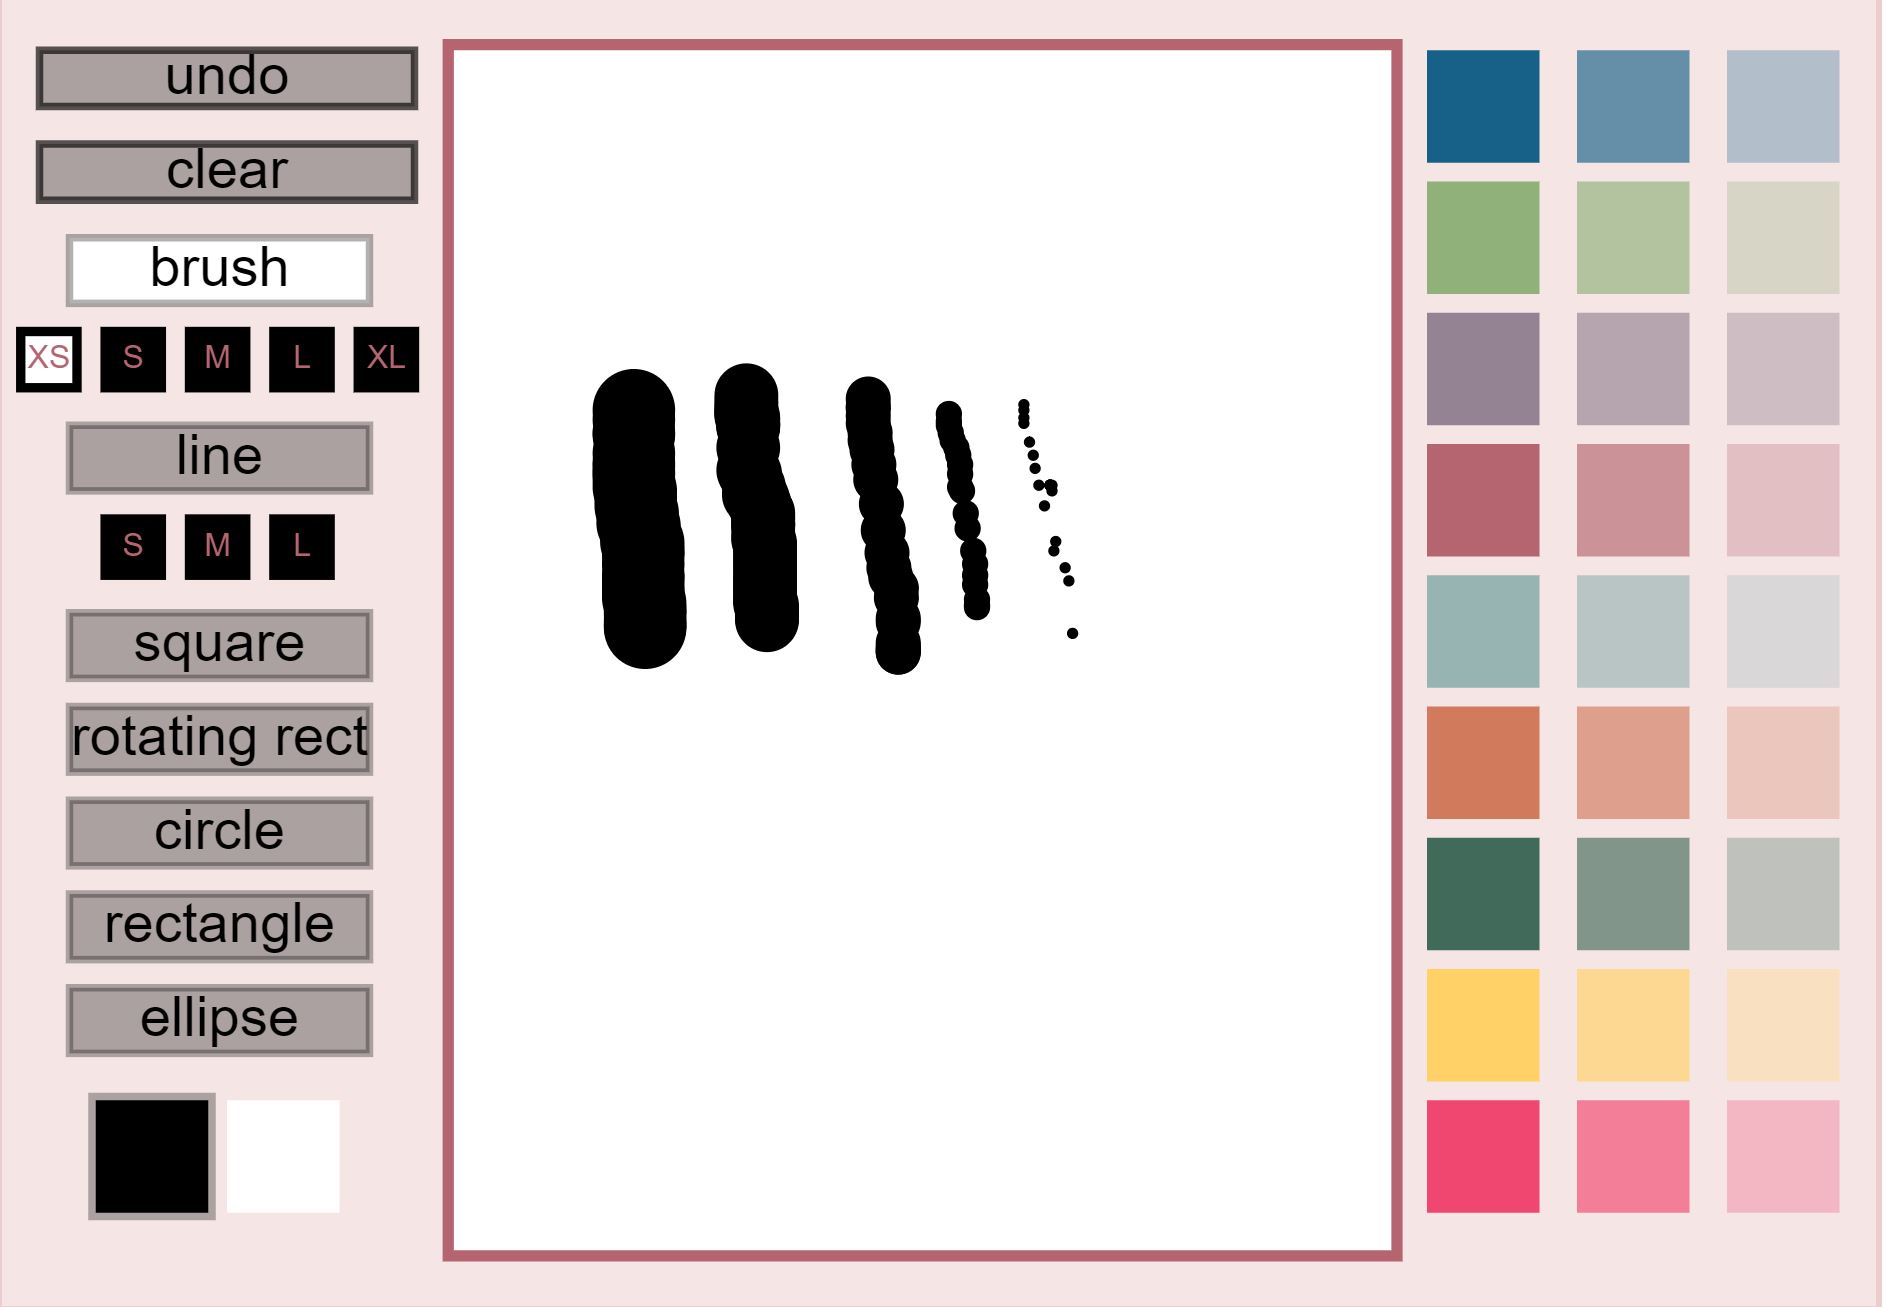 undo
clear
brush
XS S M L XL
line
S M L
square
rotating rect
circle
rectangle
ellipse